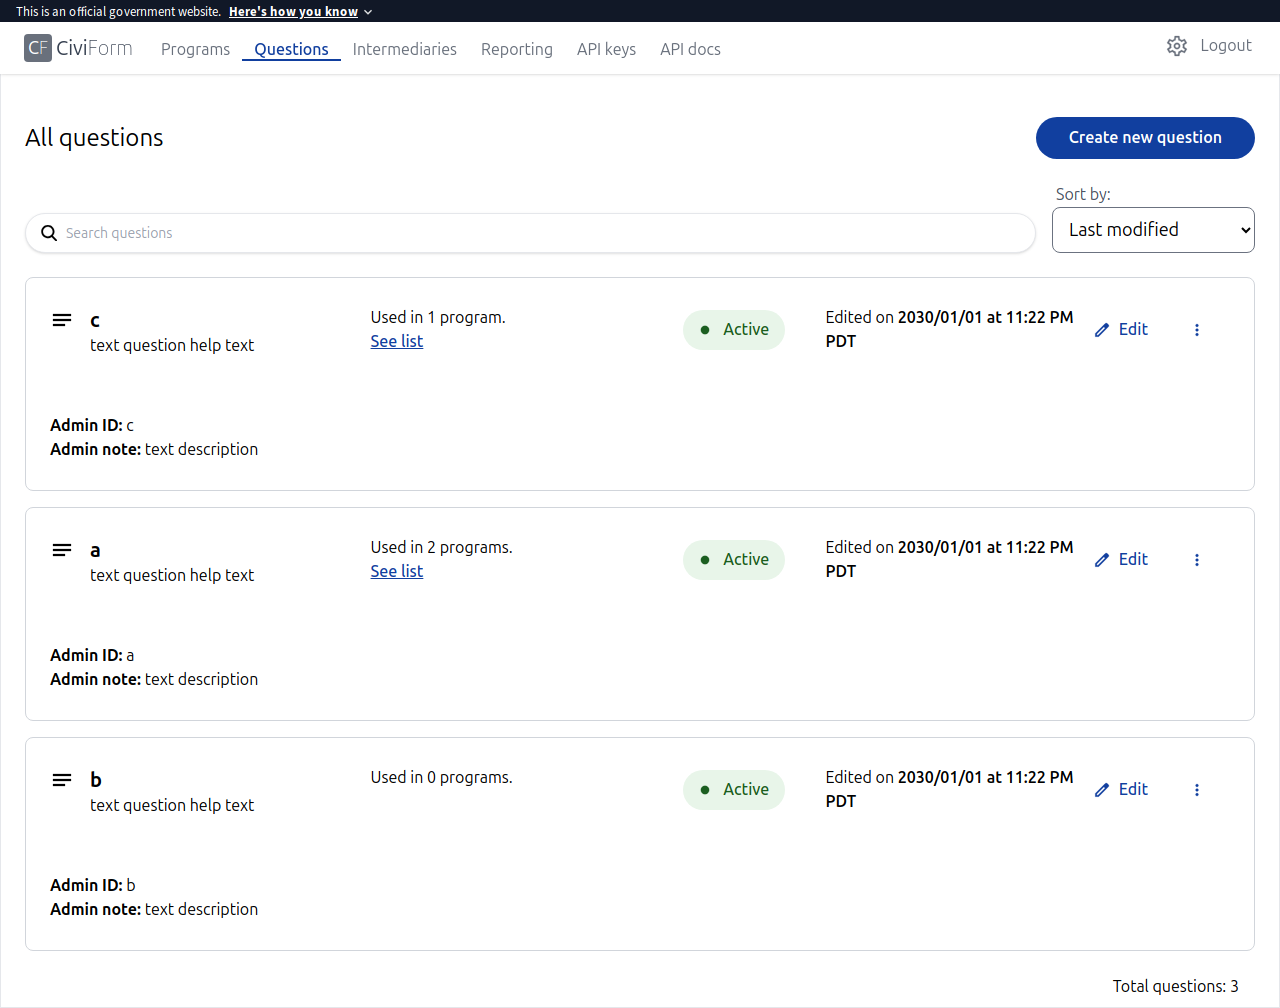 This is an official government website. Here's how you know
CF CiviForm Programs Questions Intermediaries Reporting API keys API docs Logout
All questions
Create new question
Sort by:
Search questions
Last modified
c
text question help text
Used in 1 program.
See list
Active
Edited on 2030/01/01 at 11:22 PM
PDT
Edit
Admin ID: c
Admin note: text description
a
text question help text
Used in 2 programs.
See list
Active
Edited on 2030/01/01 at 11:22 PM
PDT
Edit
Admin ID: a
Admin note: text description
b
text question help text
Used in 0 programs.
Active
Edited on 2030/01/01 at 11:22 PM
PDT
Edit
Admin ID: b
Admin note: text description
Total questions: 3